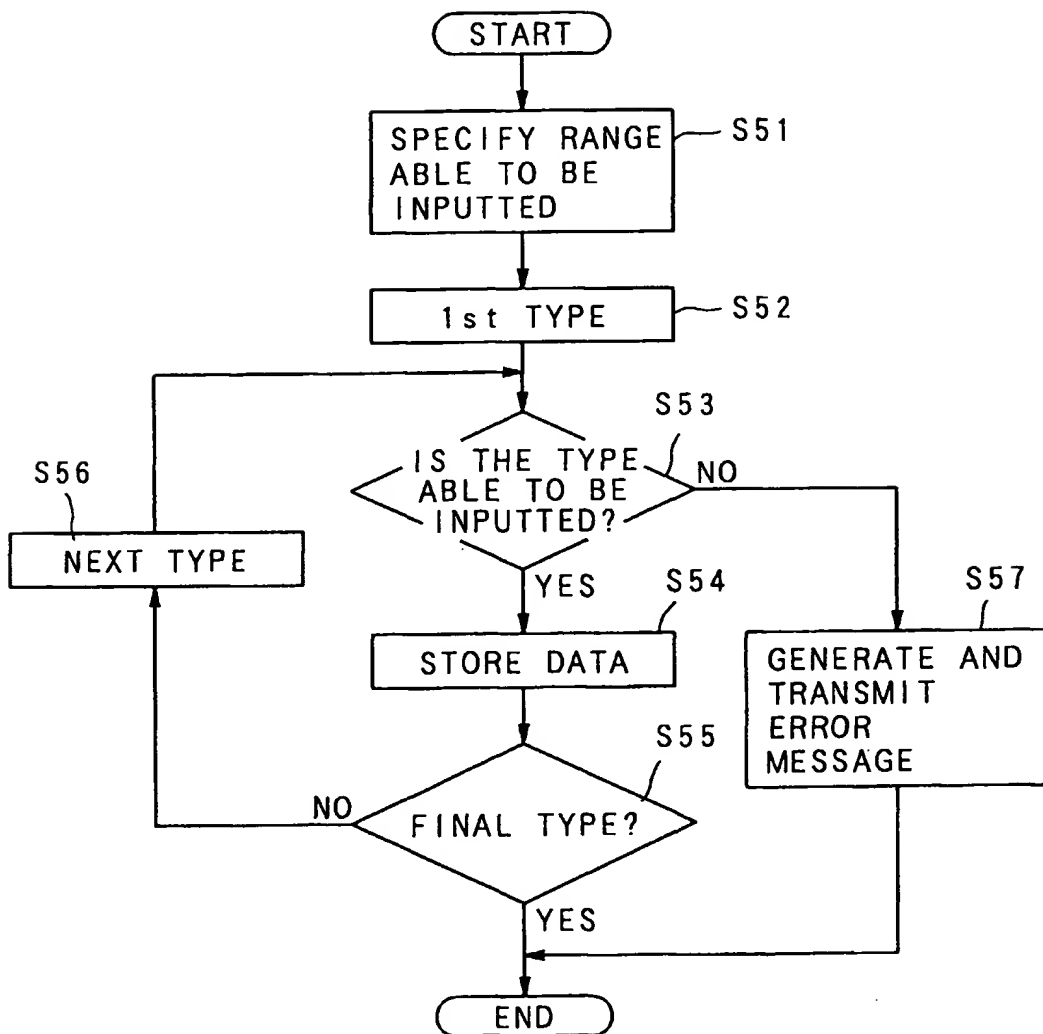 START
SPECIFY RANGE
ABLE TO BE
INPUTTED
S51
1st TYPE
S52
S53
IS THE TYPE
ABLE TO BE
INPUTTED?
NO
YES
S56
NEXT TYPE
S54
STORE DATA
S57
GENERATE AND
TRANSMIT
ERROR
MESSAGE
S55
FINAL TYPE?
NO
YES
END